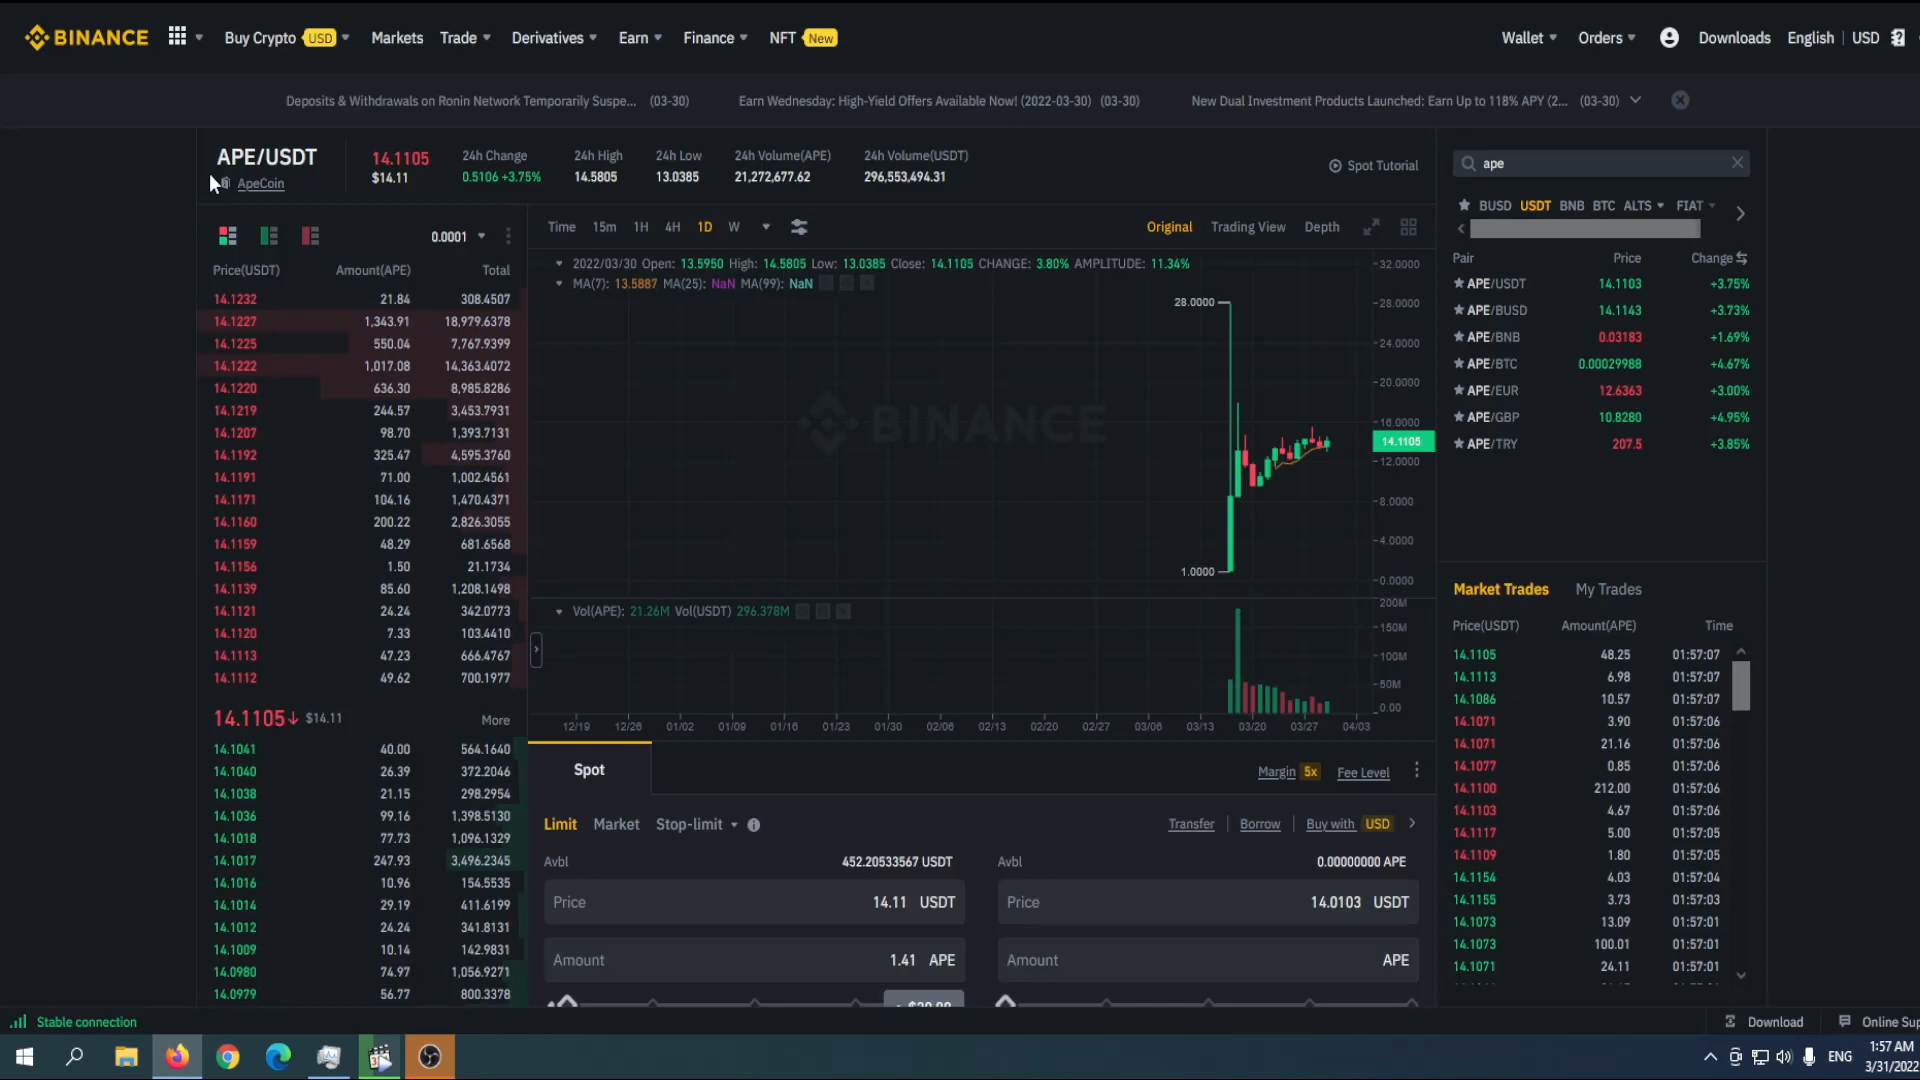 BINANCE
Buy Crypto USD Markets Trade Derivatives Earn Finance NFT New
Wallet Orders Downloads English USD
Deposits & Withdrawals on Ronin Network Temporarily Suspe... (03-30)
Earn Wednesday: High-Yield Offers Available Now! (2022-03-30) (03-30)
New Dual Investment Products Launched: Earn Up to 118% APY (2... (03-30)
APE/USDT
ApeCoin
14.1105
$14.11
24h Change
0.5106 +3.75%
24h High
14.5805
24h Low
13.0385
24h Volume(APE)
21,272,677.62
24h Volume(USDT)
296,553,494.31
Spot Tutorial
0.0001
Price(USDT) Amount(APE) Total
14.1232 21.84 308.4507
14.1227 1,343.91 18,979.6378
14.1225 550.04 7,767.9399
14.1222 1,017.08 14,363.4072
14.1220 636.30 8,985.8286
14.1219 244.57 3,453.7931
14.1207 98.70 1,393.7131
14.1192 325.47 4,595.3760
14.1191 71.00 1,002.4561
14.1171 104.16 1,470.4371
14.1160 200.22 2,826.3055
14.1159 48.29 681.6568
14.1156 1.50 21.1734
14.1139 85.60 1,208.1498
14.1121 24.24 342.0773
14.1120 7.33 103.4410
14.1113 47.23 666.4767
14.1112 49.62 700.1977
14.1105↓ $14.11 More
14.1041 40.00 564.1640
14.1040 26.39 372.2046
14.1038 21.15 298.2954
14.1036 99.16 1,398.5130
14.1018 77.73 1,096.1329
14.1017 247.93 3,496.2345
14.1016 10.96 154.5535
14.1014 29.19 411.6199
14.1012 24.24 341.8131
14.1009 10.14 142.9831
14.0980 74.97 1,056.9271
14.0979 56.77 800.3378
Time 15m 1H 4H 1D W
Original Trading View Depth
2022/03/30 Open: 13.5950 High: 14.5805 Low: 13.0385 Close: 14.1105 CHANGE: 3.80% AMPLITUDE: 11.34%
MA(7): 13.5887 MA(25): NaN MA(99): NaN
BINANCE
28.0000
1.0000
32.0000
28.0000
24.0000
20.0000
16.0000
14.1105
12.0000
8.0000
4.0000
0.0000
Vol(APE): 21.26M Vol(USDT) 296.378M
200M
150M
100M
50M
0.00
12/19 12/26 01/02 01/09 01/16 01/23 01/30 02/06 02/13 02/20 02/27 03/06 03/13 03/20 03/27 04/03
Spot
Margin 5x Fee Level
Limit Market Stop-limit
Transfer Borrow Buy with USD
Avbl 452.20533567 USDT
Price 14.11 USDT
Amount 1.41 APE
Avbl 0.00000000 APE
Price 14.0103 USDT
Amount APE
ape
BUSD USDT BNB BTC ALTS FIAT
Pair Price Change
APE/USDT 14.1103 +3.75%
APE/BUSD 14.1143 +3.73%
APE/BNB 0.03183 +1.69%
APE/BTC 0.00029988 +4.67%
APE/EUR 12.6363 +3.00%
APE/GBP 10.8280 +4.95%
APE/TRY 207.5 +3.85%
Market Trades My Trades
Price(USDT) Amount(APE) Time
14.1105 48.25 01:57:07
14.1113 6.98 01:57:07
14.1086 10.57 01:57:07
14.1071 3.90 01:57:06
14.1071 21.16 01:57:06
14.1077 0.85 01:57:06
14.1100 212.00 01:57:06
14.1103 4.67 01:57:06
14.1117 5.00 01:57:05
14.1109 1.80 01:57:05
14.1154 4.03 01:57:04
14.1155 3.73 01:57:03
14.1073 13.09 01:57:01
14.1073 100.01 01:57:01
14.1071 24.11 01:57:01
Stable connection
Download Online Sup
ENG
1:57 AM
3/31/2022